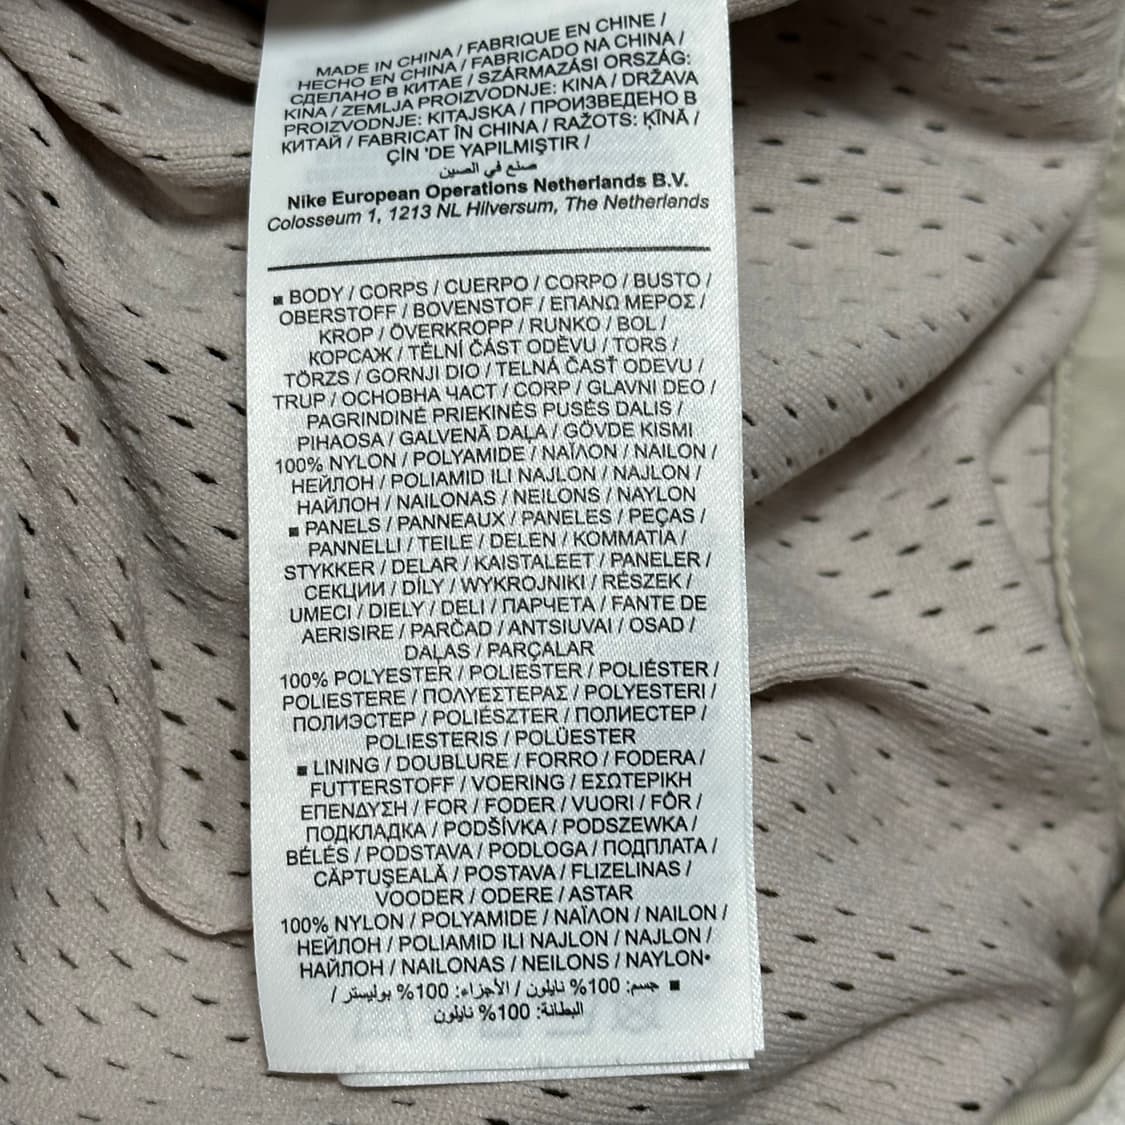 MADE IN CHINA / FABRIQUE EN CHINE /
HECHO EN CHINA / FABRICADO NA CHINA /
СДЕЛАНО В КИТАЕ / SZÁRMAZÁSI ORSZÁG:
KINA / ZEMLJA PROIZVODNJE: KINA / DRŽAVA
PROIZVODNJE: KITAJSKA / ПРОИЗВЕДЕНО В
КИТАЙ / FABRICAT ÎN CHINA / RAŽOTS: ĶĪNĀ /
ÇİN 'DE YAPILMIŞTIR /
صنع في الصين
Nike European Operations Netherlands B.V.
Colosseum 1, 1213 NL Hilversum, The Netherlands
▪ BODY / CORPS / CUERPO / CORPO / BUSTO /
OBERSTOFF / BOVENSTOF / ΕΠΑΝΩ ΜΕΡΟΣ /
KROP / ÖVERKROPP / RUNKO / BOL /
КОРСАЖ / TĚLNÍ ČÁST ODĚVU / TORS /
TÖRZS / GORNJI DIO / TELNÁ ČASŤ ODEVU /
TRUP / ОСНОВНА ЧАСТ / CORP / GLAVNI DEO /
PAGRINDINĖ PRIEKINĖS PUSĖS DALIS /
PIHAOSA / GALVENĀ DAĻA / GÖVDE KISMI
100% NYLON / POLYAMIDE / ΝΑΪΛΟΝ / NAILON /
НЕЙЛОН / POLIAMID ILI NAJLON / NAJLON /
НАЙЛОН / NAILONAS / NEILONS / NAYLON
▪ PANELS / PANNEAUX / PANELES / PEÇAS /
PANNELLI / TEILE / DELEN / ΚΟΜΜΑΤΙΑ /
STYKKER / DELAR / KAISTALEET / PANELER /
СЕКЦИИ / DÍLY / WYKROJNIKI / RÉSZEK /
UMECI / DIELY / DELI / ПАРЧЕТА / FANTE DE
AERISIRE / PARČAD / ANTSIUVAI / OSAD /
DAĻAS / PARÇALAR
100% POLYESTER / POLIESTER / POLIÉSTER /
POLIESTERE / ΠΟΛΥΕΣΤΕΡΑΣ / POLYESTERI /
ПОЛИЭСТЕР / POLIÉSZTER / ПОЛИЕСТЕР /
POLIESTERIS / POLÜESTER
▪ LINING / DOUBLURE / FORRO / FODERA /
FUTTERSTOFF / VOERING / ΕΣΩΤΕΡΙΚΗ
ΕΠΕΝΔΥΣΗ / FOR / FODER / VUORI / FÔR /
ПОДКЛАДКА / PODŠÍVKA / PODSZEWKA /
BÉLÉS / PODSTAVA / PODLOGA / ПОДПЛАТА /
CĂPTUŞEALĂ / POSTAVA / FLIZELINAS /
VOODER / ODERE / ASTAR
100% NYLON / POLYAMIDE / ΝΑΪΛΟΝ / NAILON /
НЕЙЛОН / POLIAMID ILI NAJLON / NAJLON /
НАЙЛОН / NAILONAS / NEILONS / NAYLON•
▪ جسم: 100% نايلون / الأجزاء: 100% بوليستر /
البطانة: 100% نايلون